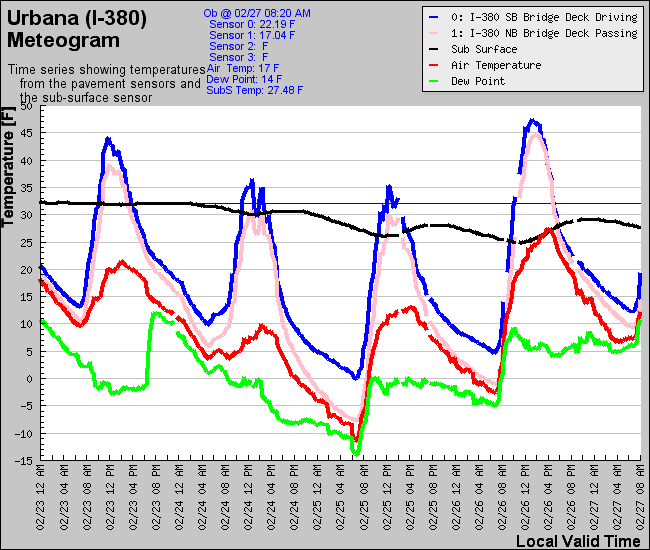 Urbana (I-380)
Meteogram
Time series showing temperatures
from the pavement sensors and
the sub-surface sensor
Ob @ 02/27 08:20 AM
Sensor 0: 22.19 F
Sensor 1: 17.04 F
Sensor 2: F
Sensor 3: F
Air Temp: 17 F
Dew Point: 14 F
SubS Temp: 27.48 F
0: I-380 SB Bridge Deck Driving
1: I-380 NB Bridge Deck Passing
Sub Surface
Air Temperature
Dew Point
Temperature [F]
50
45
40
35
30
25
20
15
10
5
0
-5
-10
-15
02/23 12 AM
02/23 04 AM
02/23 08 AM
02/23 12 PM
02/23 04 PM
02/23 08 PM
02/24 12 AM
02/24 04 AM
02/24 08 AM
02/24 12 PM
02/24 04 PM
02/24 08 PM
02/25 12 AM
02/25 04 AM
02/25 08 AM
02/25 12 PM
02/25 04 PM
02/25 08 PM
02/26 12 AM
02/26 04 AM
02/26 08 AM
02/26 12 PM
02/26 04 PM
02/26 08 PM
02/27 12 AM
02/27 04 AM
02/27 08 AM
Local Valid Time